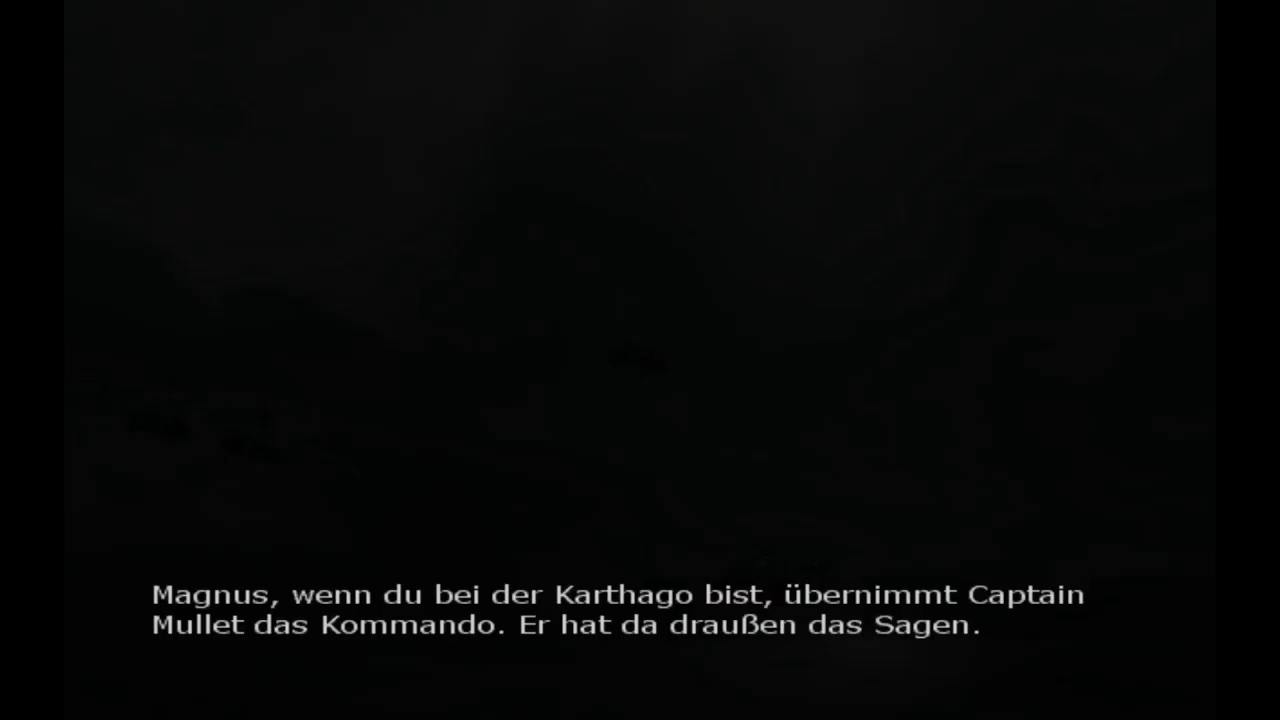 Magnus, wenn du bei der Karthago bist, übernimmt Captain
Mullet das Kommando. Er hat da draußen das Sagen.